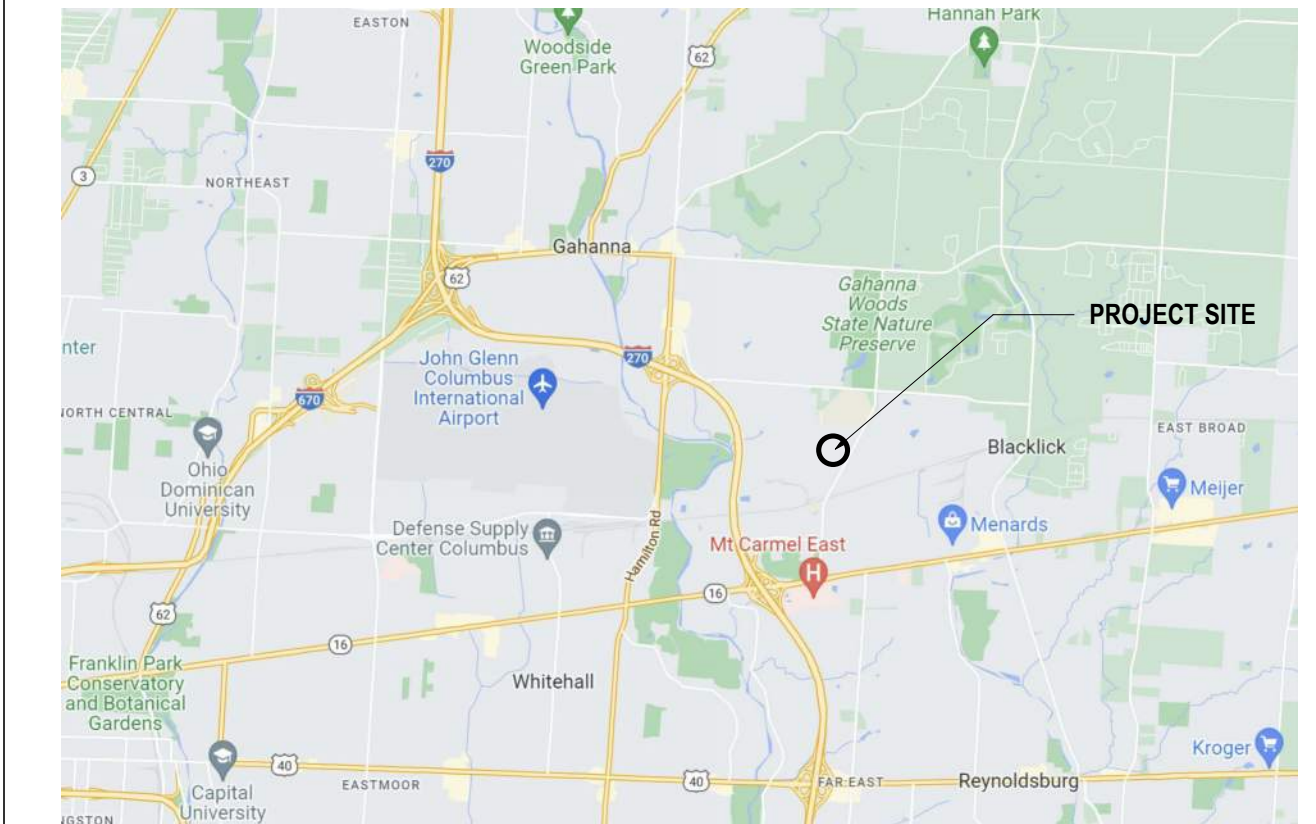 EASTON
Hannah Park
Woodside
Green Park
62
270
3
NORTHEAST
Gahanna
62
Gahanna
Woods
State Nature
Preserve
PROJECT SITE
nter
John Glenn
Columbus
International
Airport
270
670
NORTH CENTRAL
EAST BROAD
Blacklick
Ohio
Dominican
University
Meijer
Defense Supply
Center Columbus
Menards
Hamilton Rd
Mt Carmel East
H
16
62
16
Franklin Park
Conservatory
and Botanical
Gardens
Whitehall
Kroger
40
40
EASTMOOR
FAR EAST
Reynoldsburg
Capital
University
NGSTON